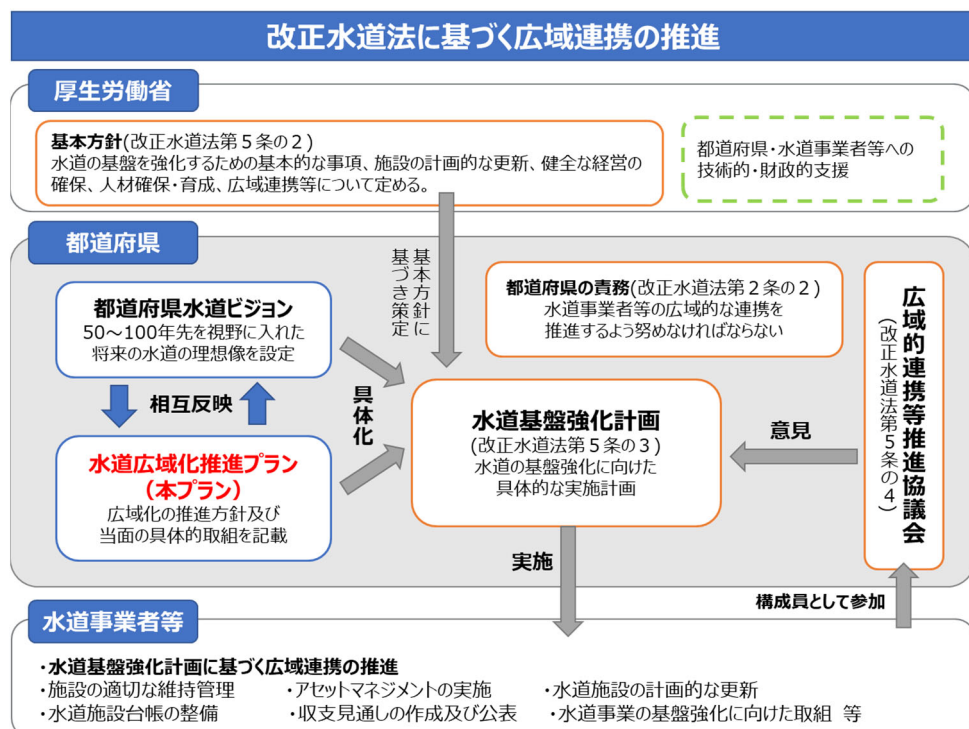 改正水道法に基づく広域連携の推進
厚生労働省
基本方針(改正水道法第5条の2)
水道の基盤を強化するための基本的な事項、施設の計画的な更新、健全な経営の
確保、人材確保・育成、広域連携等について定める。
都道府県・水道事業者等への
技術的・財政的支援
都道府県
基本方針に
基づき策定
都道府県水道ビジョン
50~100年先を視野に入れた
将来の水道の理想像を設定
相互反映
水道広域化推進プラン
(本プラン)
広域化の推進方針及び
当面の具体的取組を記載
具体化
都道府県の責務(改正水道法第2条の2)
水道事業者等の広域的な連携を
推進するよう努めなければならない
水道基盤強化計画
(改正水道法第5条の3)
水道の基盤強化に向けた
具体的な実施計画
意見
広域的連携等推進協議会
(改正水道法第5条の4)
実施
構成員として参加
水道事業者等
・水道基盤強化計画に基づく広域連携の推進
・施設の適切な維持管理 ・アセットマネジメントの実施 ・水道施設の計画的な更新
・水道施設台帳の整備 ・収支見通しの作成及び公表 ・水道事業の基盤強化に向けた取組 等